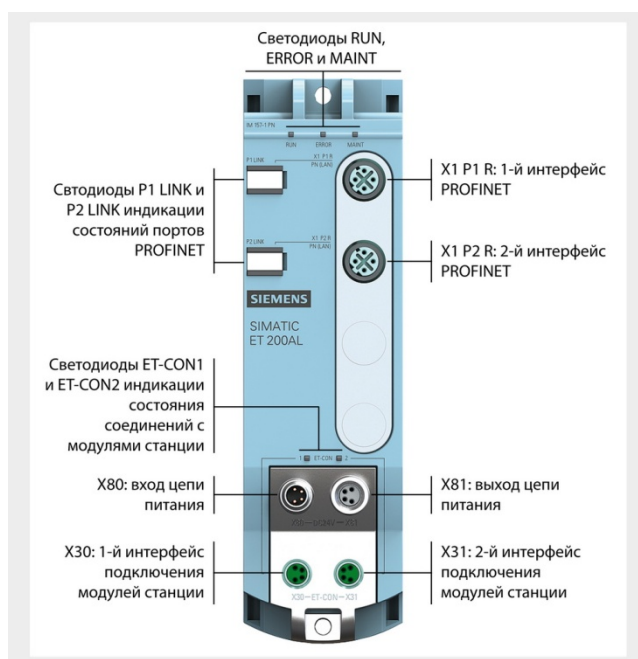 Светодиоды RUN,
ERROR и MAINT
IM 157-1 PN
RUN ERROR MAINT
P1 LINK
X1 P1 R
PN (LAN)
X1 P1 R: 1-й интерфейс
PROFINET
Свтодиоды P1 LINK и
P2 LINK индикации
состояний портов
PROFINET
P2 LINK
X1 P2 R
PN (LAN)
X1 P2 R: 2-й интерфейс
PROFINET
SIEMENS
SIMATIC
ET 200AL
Светодиоды ET-CON1
и ET-CON2 индикации
состояния
соединений с
модулями станции
1 ET-CON 2
X80: вход цепи
питания
X81: выход цепи
питания
X30: 1-й интерфейс
подключения
модулей станции
X31: 2-й интерфейс
подключения
модулей станции
X30-ET-CON-X31